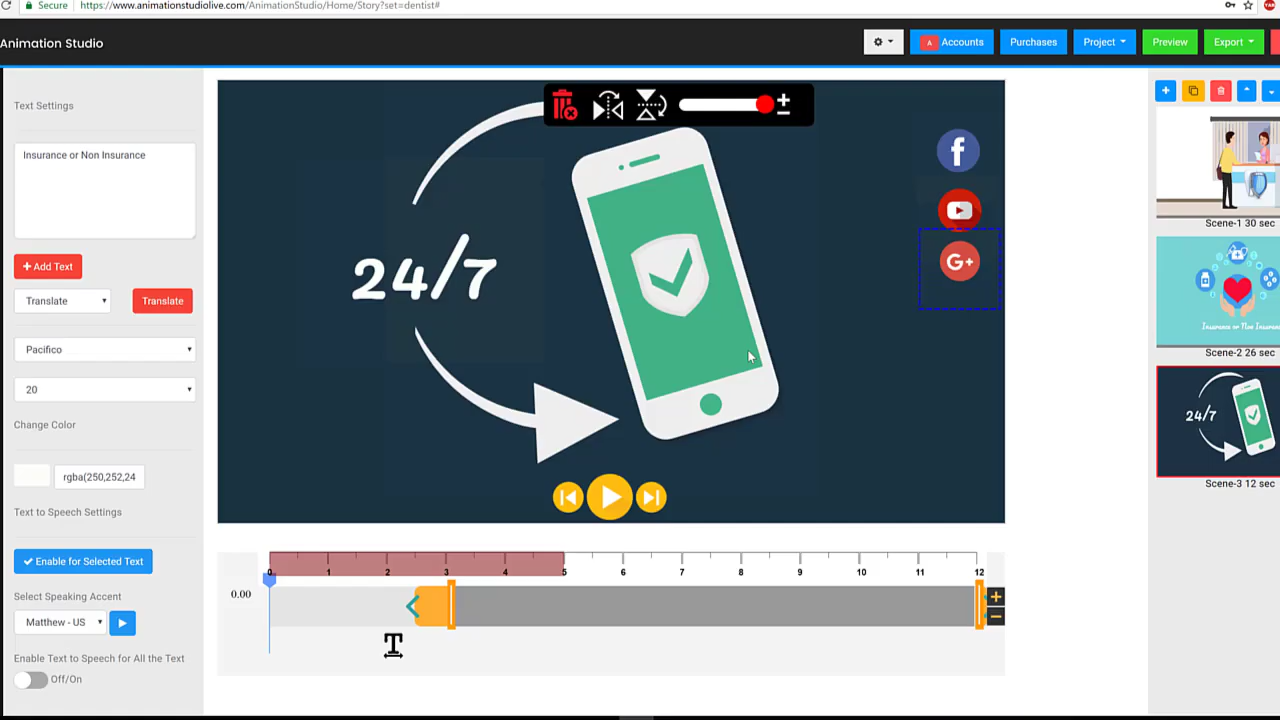 Secure
https://www.animationstudiolive.com/AnimationStudio/Home/Story?set=dentist#
Animation Studio
A Accounts
Purchases
Project
Preview
Export
Text Settings
Insurance or Non Insurance
+ Add Text
Translate
Translate
Pacifico
20
Change Color
rgba(250,252,24
Text to Speech Settings
Enable for Selected Text
Select Speaking Accent
Matthew - US
Enable Text to Speech for All the Text
Off/On
24/7
f
G+
0 1 2 3 4 5 6 7 8 9 10 11 12
0.00
T
Scene-1 30 sec
Insurance or Non Insuran
Scene-2 26 sec
24/7
Scene-3 12 sec